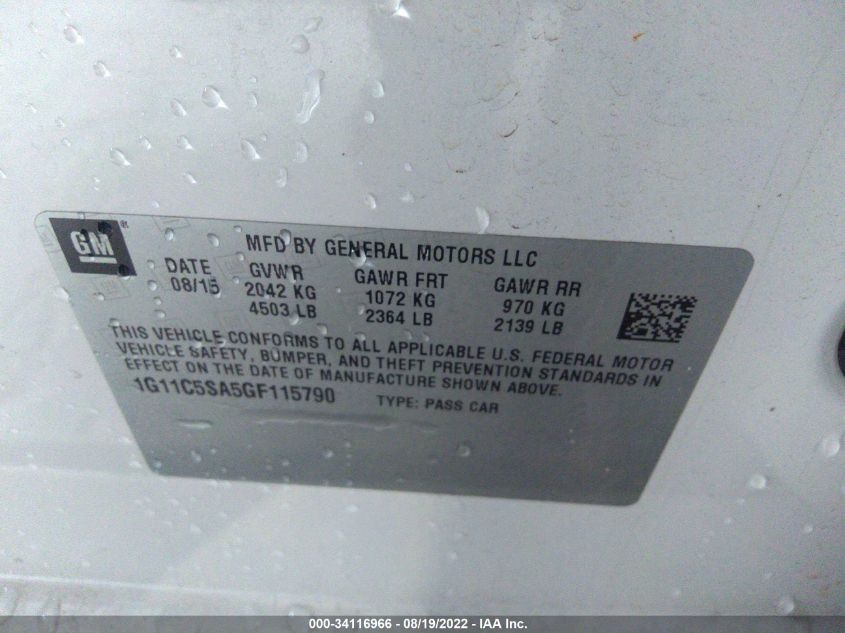 GM®
MFD BY GENERAL MOTORS LLC
DATE GVWR GAWR FRT GAWR RR
08/15 2042 KG 1072 KG 970 KG
4503 LB 2364 LB 2139 LB
THIS VEHICLE CONFORMS TO ALL APPLICABLE U.S. FEDERAL MOTOR
VEHICLE SAFETY, BUMPER, AND THEFT PREVENTION STANDARDS IN
EFFECT ON THE DATE OF MANUFACTURE SHOWN ABOVE.
1G11C5SA5GF115790 TYPE: PASS CAR
000-34116966 - 08/19/2022 - IAA Inc.